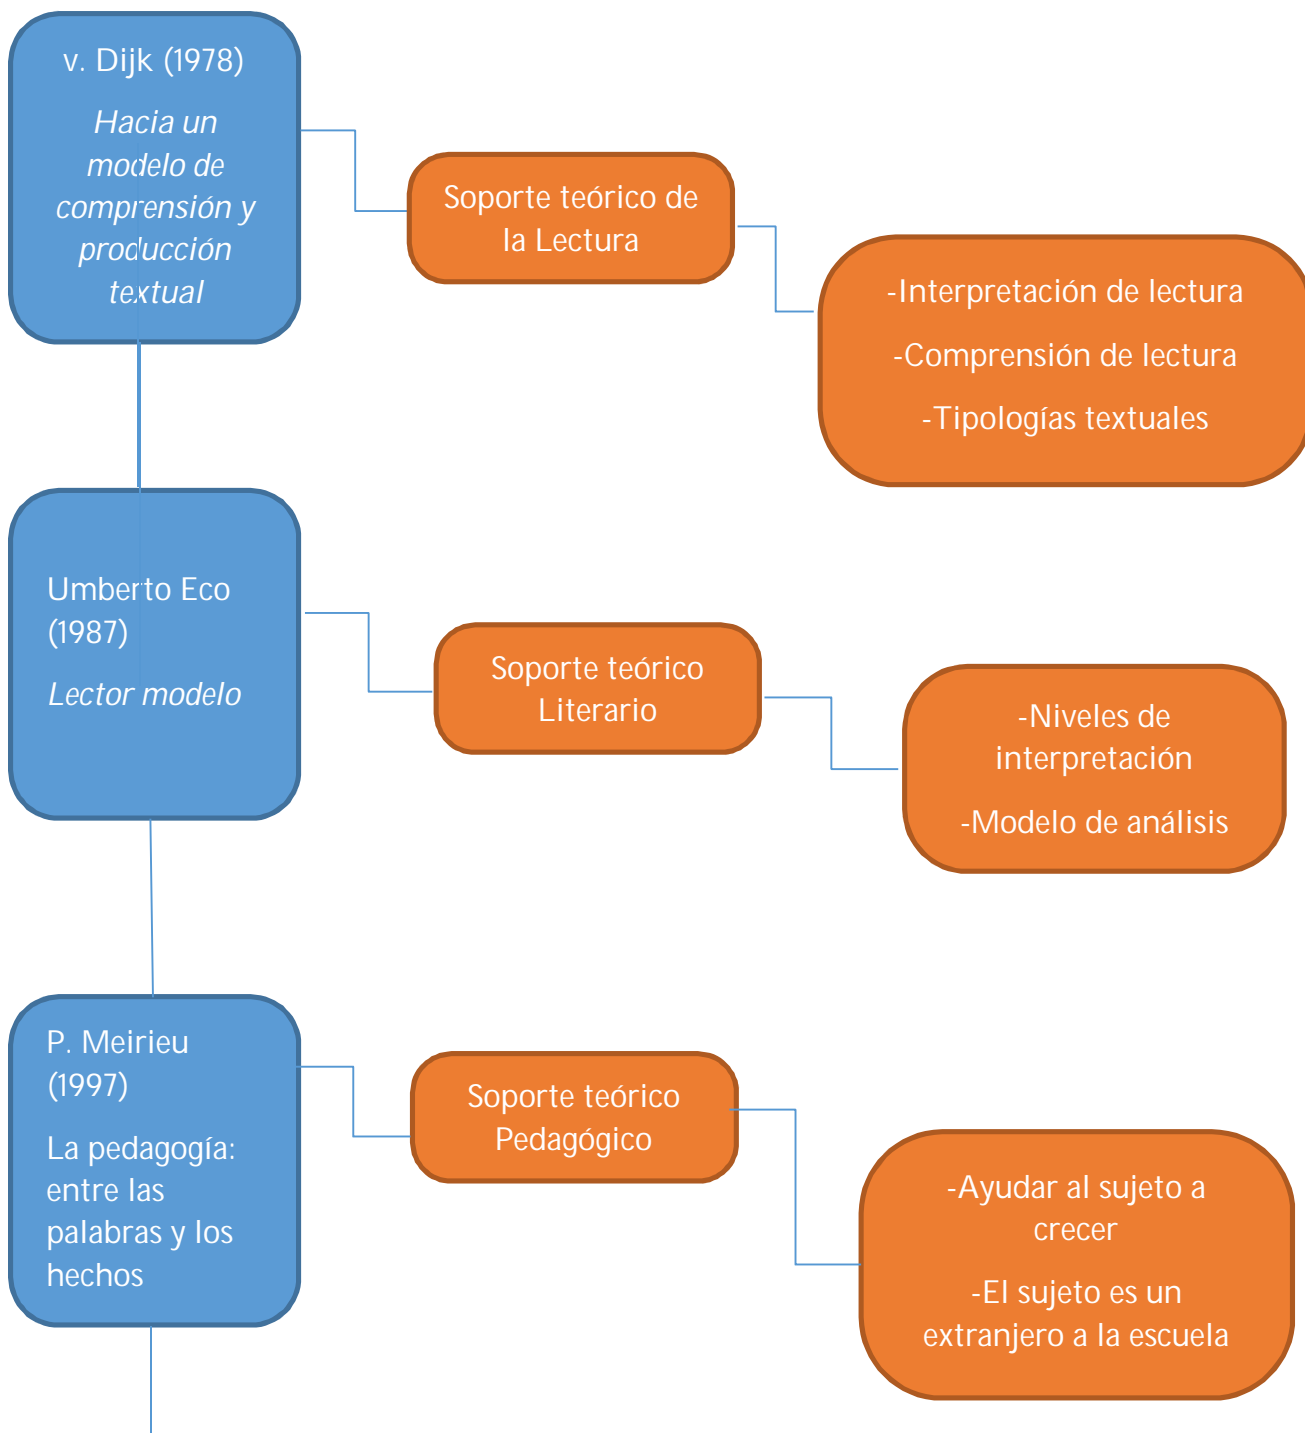 v. Dijk (1978)
Hacia un
modelo de
comprensión y
producción
textual
Soporte teórico de
la Lectura
-Interpretación de lectura
-Comprensión de lectura
-Tipologías textuales
Umberto Eco
(1987)
Lector modelo
Soporte teórico
Literario
-Niveles de
interpretación
-Modelo de análisis
P. Meirieu
(1997)
La pedagogía:
entre las
palabras y los
hechos
Soporte teórico
Pedagógico
-Ayudar al sujeto a
crecer
-El sujeto es un
extranjero a la escuela